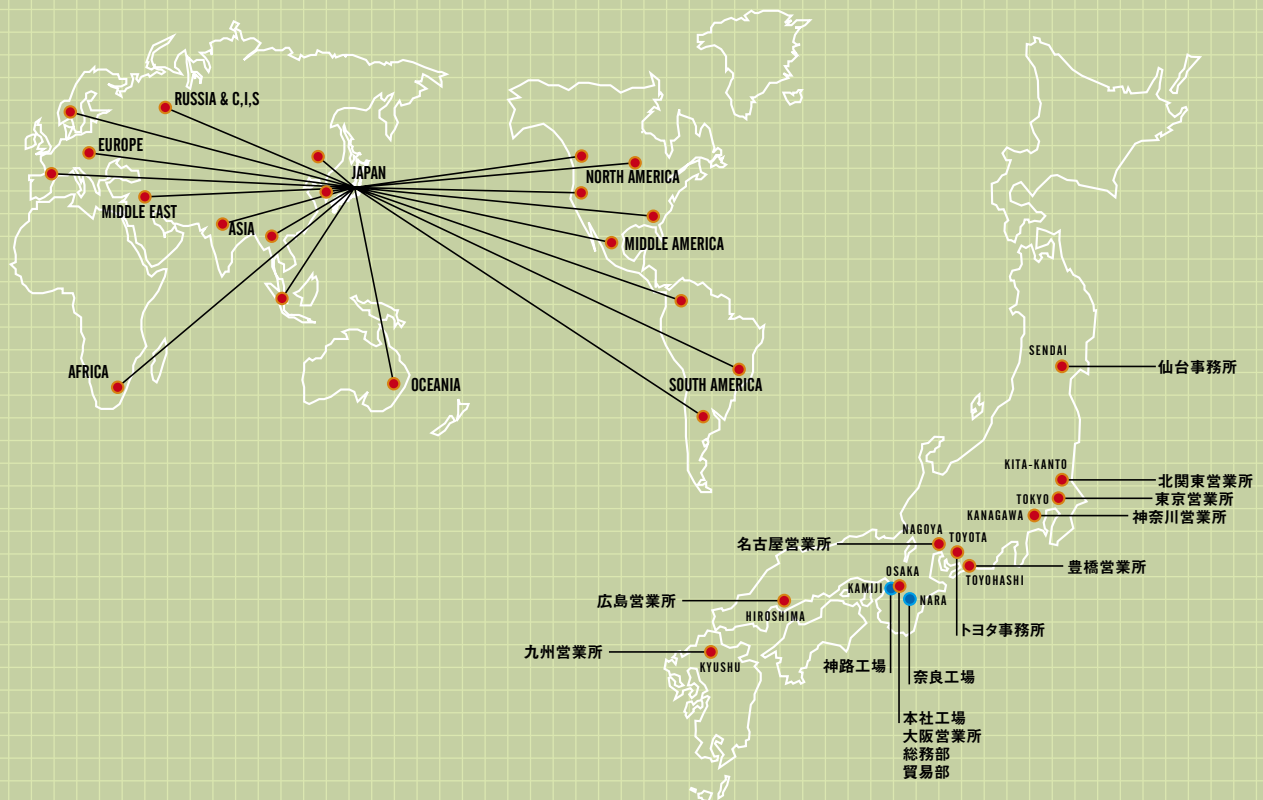 RUSSIA & C,I,S
EUROPE
JAPAN
NORTH AMERICA
MIDDLE EAST
ASIA
MIDDLE AMERICA
AFRICA
OCEANIA
SOUTH AMERICA
SENDAI
仙台事務所
KITA-KANTO
北関東営業所
TOKYO
東京営業所
KANAGAWA
神奈川営業所
NAGOYA
名古屋営業所
TOYOTA
豊橋営業所
TOYOHASHI
OSAKA
KAMIJI
NARA
広島営業所
HIROSHIMA
トヨタ事務所
九州営業所
KYUSHU
神路工場
奈良工場
本社工場
大阪営業所
総務部
貿易部